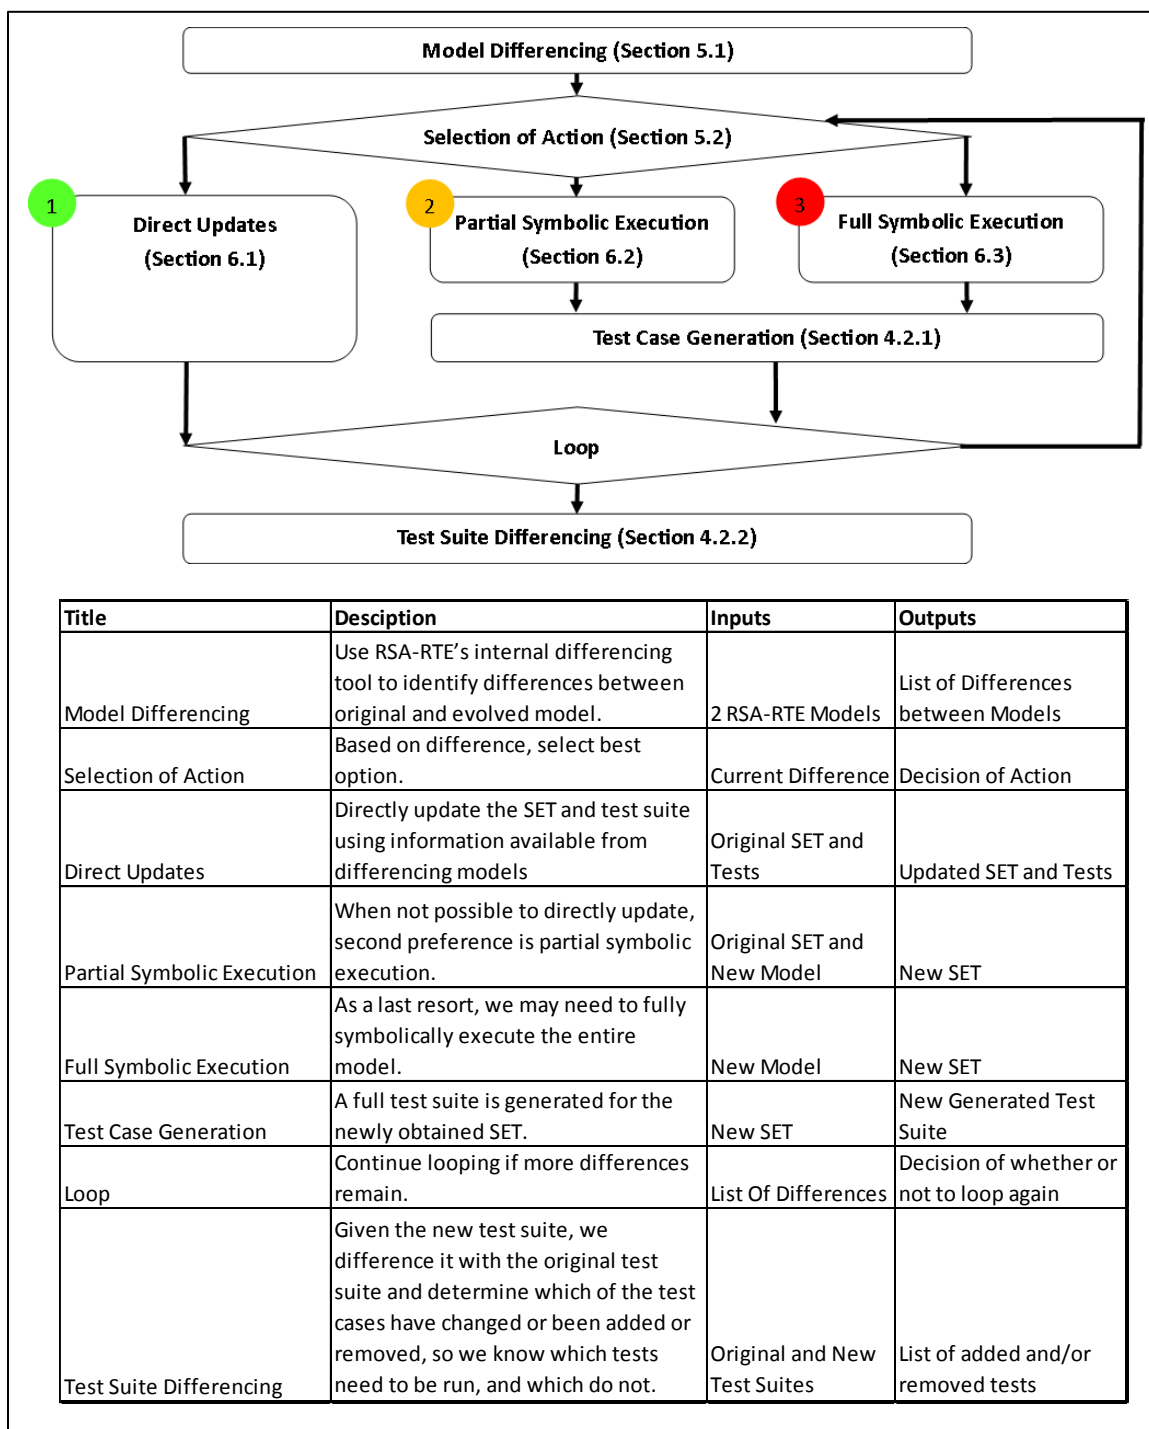 Model Differencing (Section 5.1)
Selection of Action (Section 5.2)
1
Direct Updates
(Section 6.1)
2
Partial Symbolic Execution
(Section 6.2)
3
Full Symbolic Execution
(Section 6.3)
Test Case Generation (Section 4.2.1)
Loop
Test Suite Differencing (Section 4.2.2)
Title
Desciption
Inputs
Outputs
Model Differencing
Use RSA-RTE's internal differencing
tool to identify differences between
original and evolved model.
2 RSA-RTE Models
List of Differences
between Models
Selection of Action
Based on difference, select best
option.
Current Difference
Decision of Action
Direct Updates
Directly update the SET and test suite
using information available from
differencing models
Original SET and
Tests
Updated SET and Tests
Partial Symbolic Execution
When not possible to directly update,
second preference is partial symbolic
execution.
Original SET and
New Model
New SET
Full Symbolic Execution
As a last resort, we may need to fully
symbolically execute the entire
model.
New Model
New SET
Test Case Generation
A full test suite is generated for the
newly obtained SET.
New SET
New Generated Test
Suite
Loop
Continue looping if more differences
remain.
List Of Differences
Decision of whether or
not to loop again
Test Suite Differencing
Given the new test suite, we
difference it with the original test
suite and determine which of the test
cases have changed or been added or
removed, so we know which tests
need to be run, and which do not.
Original and New
Test Suites
List of added and/or
removed tests